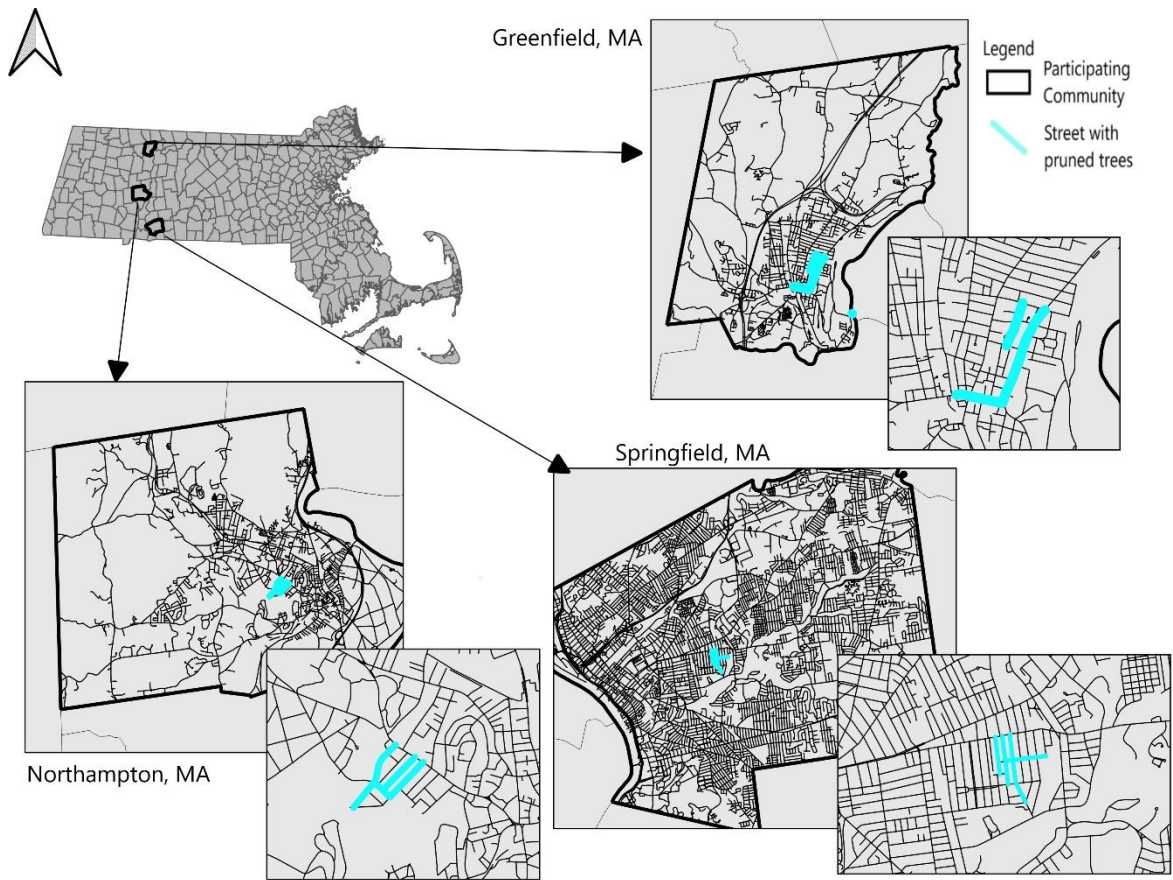 Greenfield, MA
Legend
Participating
Community
Street with
pruned trees
Springfield, MA
Northampton, MA